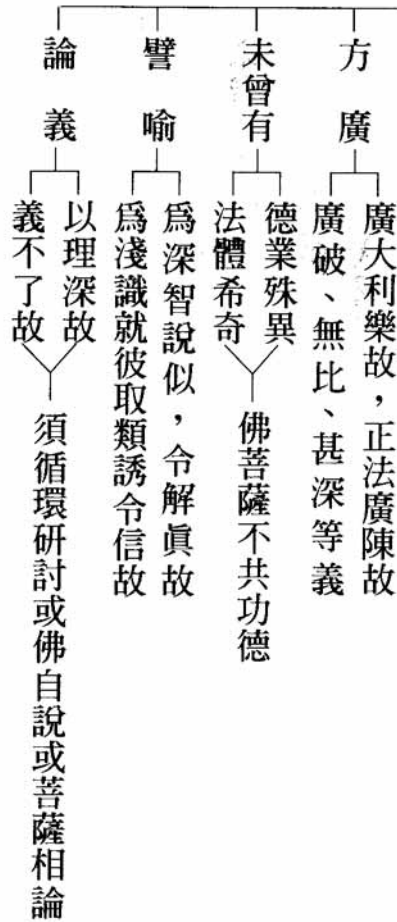 方廣
廣大利樂故，正法廣陳故
廣破、無比、甚深等義
未曾有
德業殊異
法體希奇
佛菩薩不共功德
譬喻
爲深智說似，令解眞故
爲淺識就彼取類誘令信故
論義
以理深故
義不了故
須循環研討或佛自說或菩薩相論